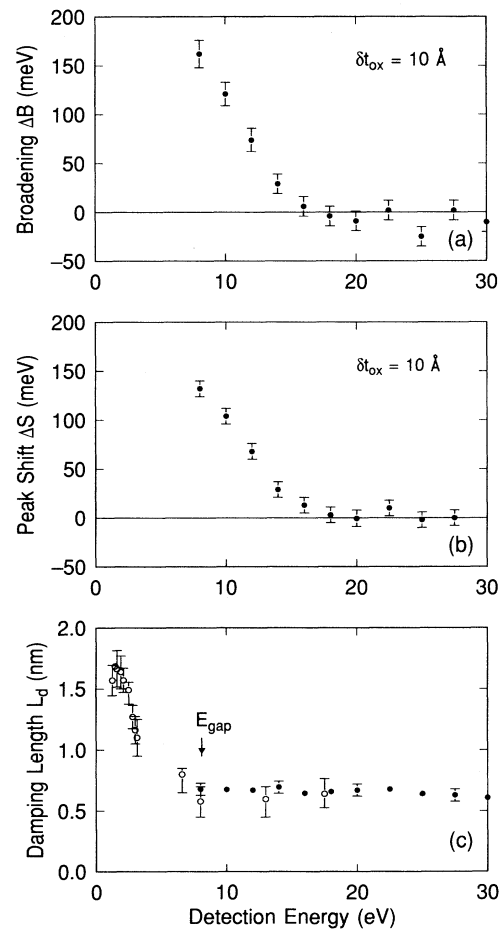 200
150
100
50
0
−50
Broadening ΔB (meV)
δt_ox = 10 Å
(a)
0 10 20 30
200
150
100
50
0
−50
Peak Shift ΔS (meV)
δt_ox = 10 Å
(b)
0 10 20 30
2.0
1.5
1.0
0.5
0.0
Damping Length L_d (nm)
E_gap
(c)
0 10 20 30
Detection Energy (eV)